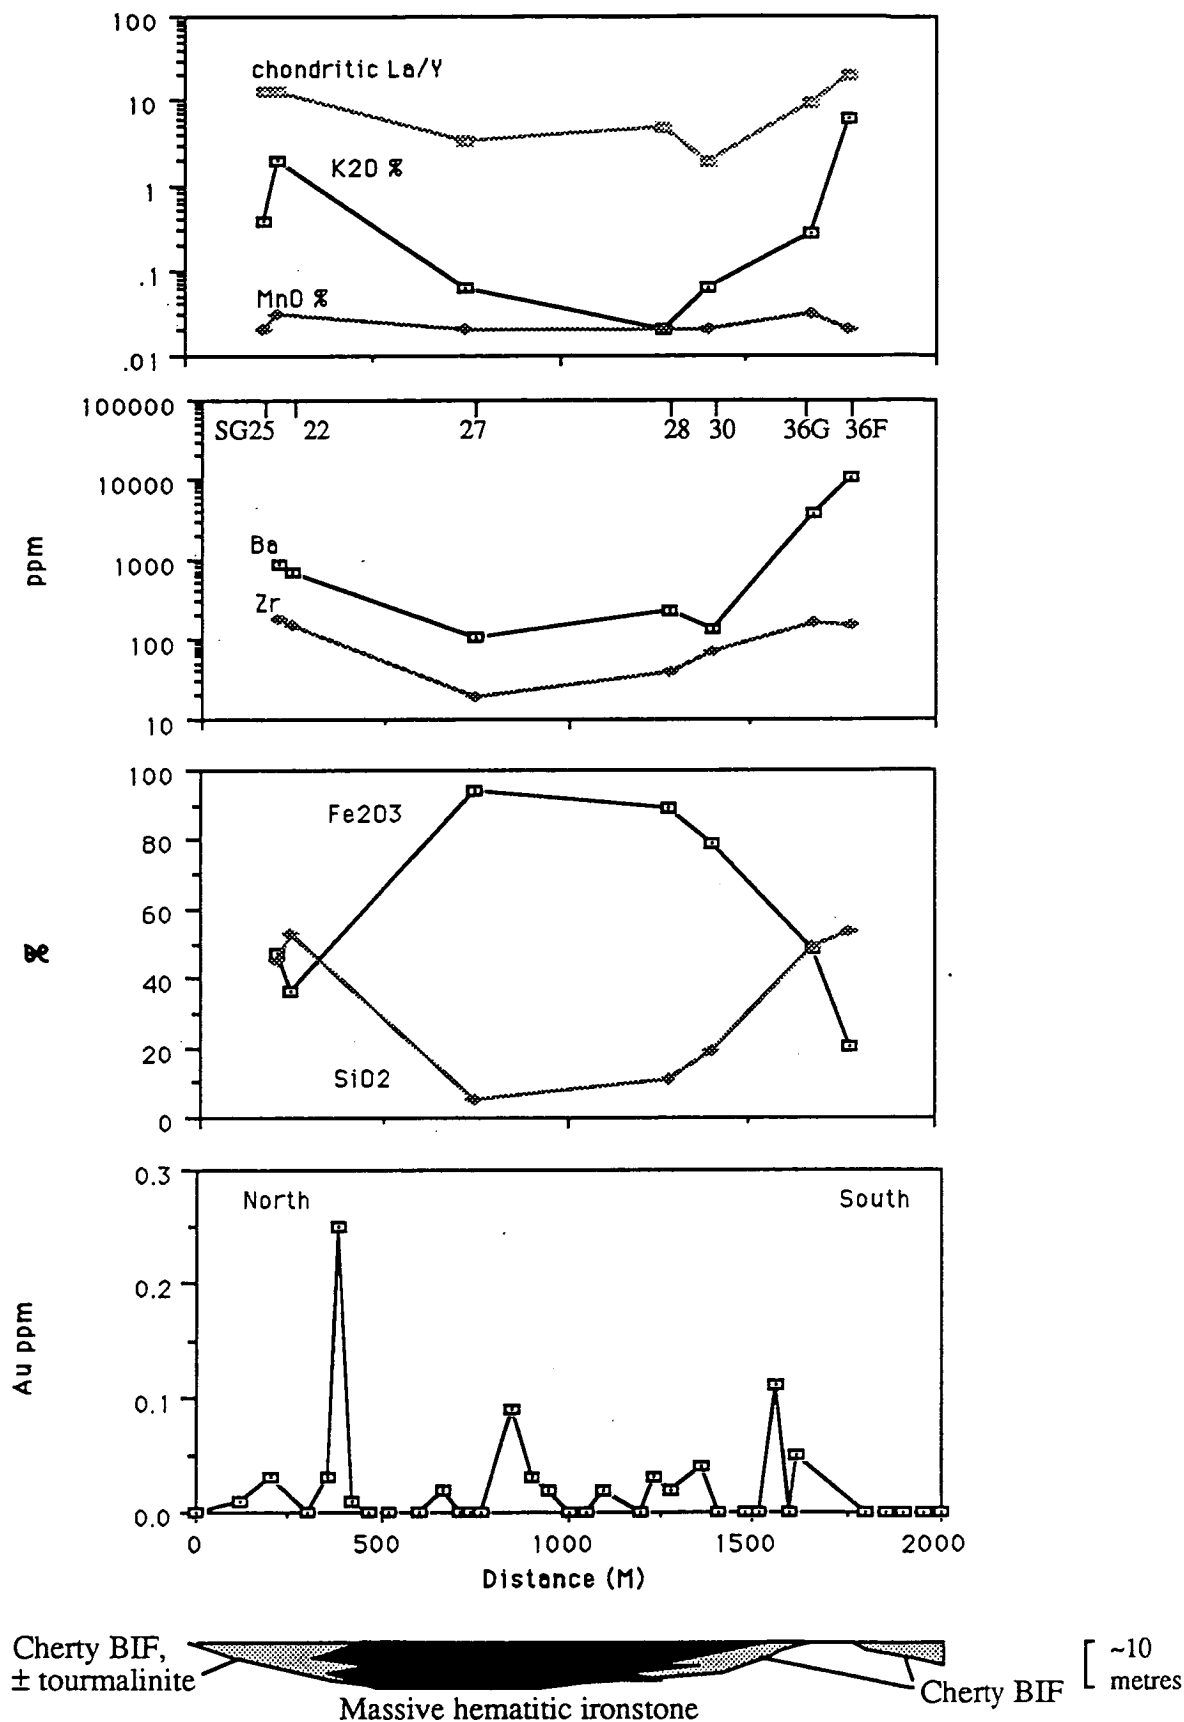 100
10
1
.1
.01
chondritic La/Y
K2O %
MnO %
100000
10000
1000
100
10
ppm
SG25 22 27 28 30 36G 36F
Ba
Zr
100
80
60
40
20
0
%
Fe2O3
SiO2
0.3
0.2
0.1
0.0
Au ppm
North South
0 500 1000 1500 2000
Distance (M)
Cherty BIF,
± tourmalinite
Massive hematitic ironstone
Cherty BIF
~10
metres